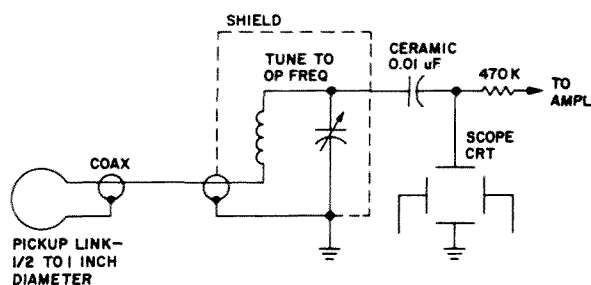 SHIELD
TUNE TO
OP FREQ
CERAMIC
0.01 uF
470K
TO
AMPL
SCOPE
CRT
COAX
PICKUP LINK—
1/2 TO 1 INCH
DIAMETER